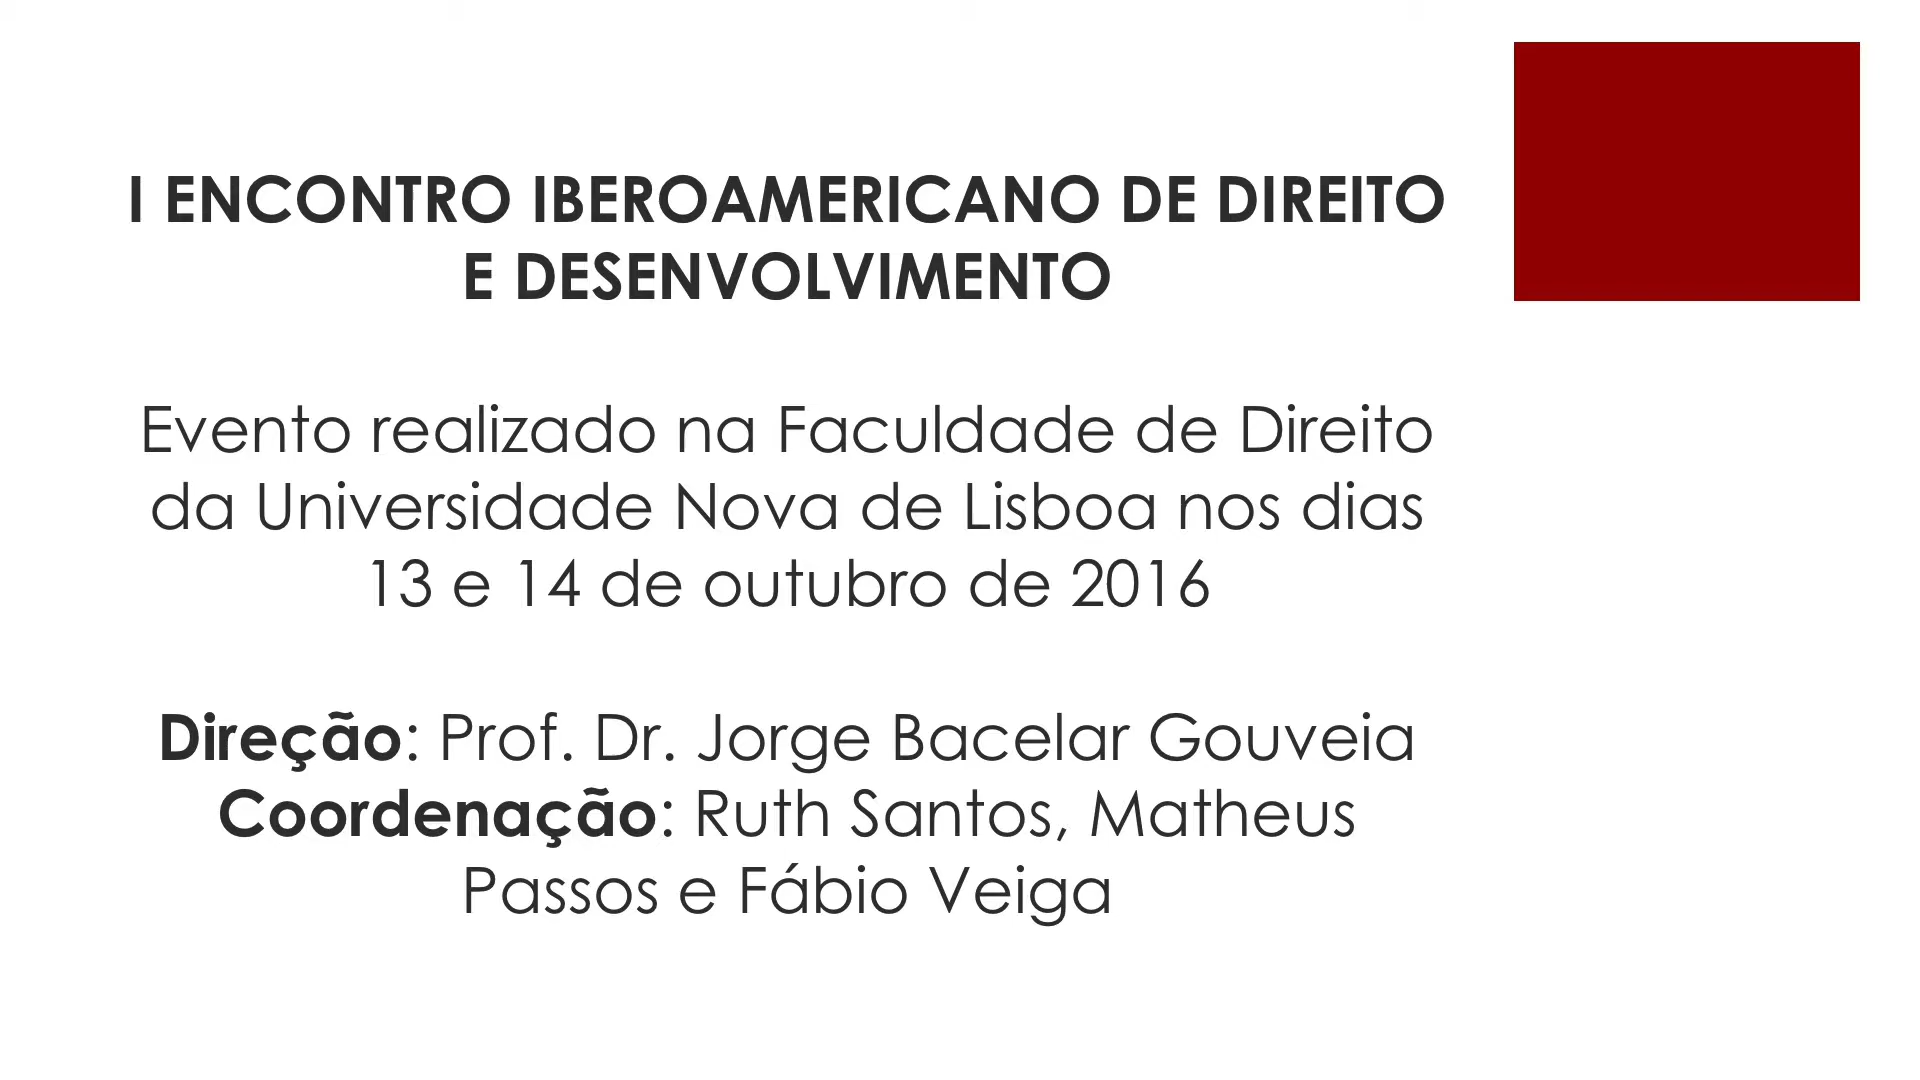 I ENCONTRO IBEROAMERICANO DE DIREITO
E DESENVOLVIMENTO
Evento realizado na Faculdade de Direito
da Universidade Nova de Lisboa nos dias
13 e 14 de outubro de 2016
Direção: Prof. Dr. Jorge Bacelar Gouveia
Coordenação: Ruth Santos, Matheus
Passos e Fábio Veiga